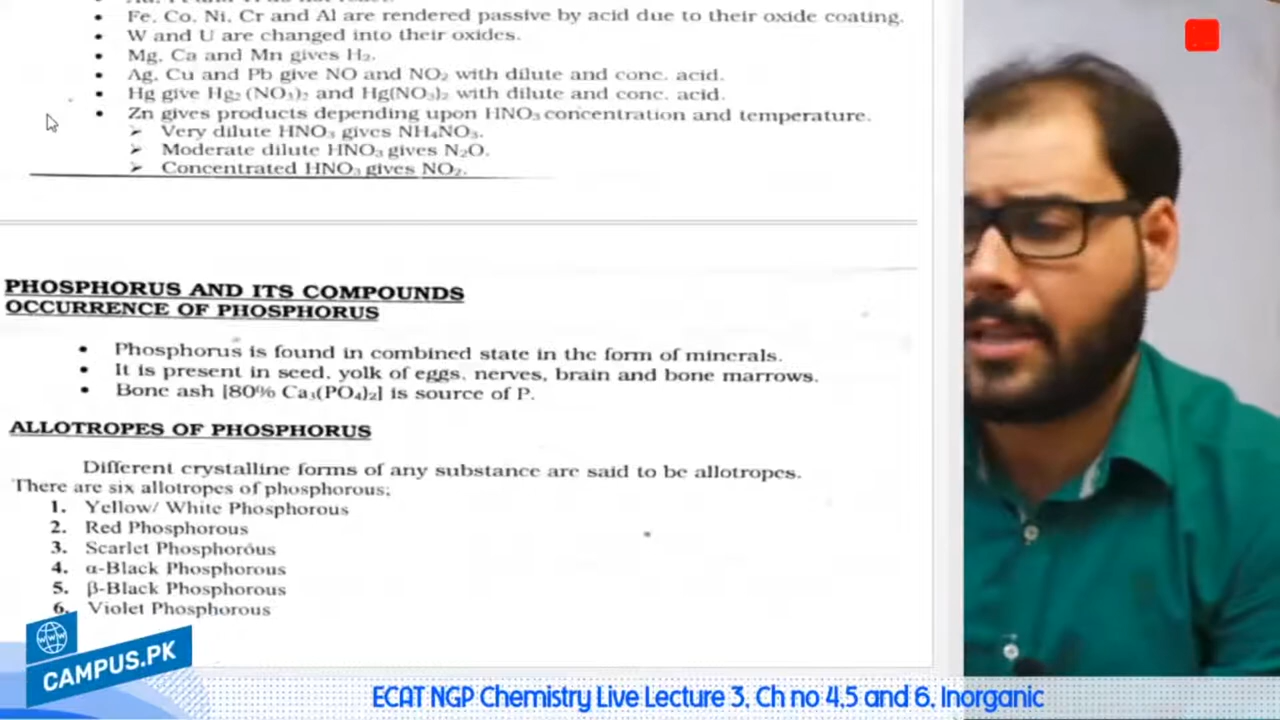 Fe, Co, Ni, Cr and Al are rendered passive by acid due to their oxide coating.
W and U are changed into their oxides.
Mg, Ca and Mn gives H₂.
Ag, Cu and Pb give NO and NO₂ with dilute and conc. acid.
Hg give Hg₂ (NO₃)₂ and Hg(NO₃)₂ with dilute and conc. acid.
Zn gives products depending upon HNO₃ concentration and temperature.
Very dilute HNO₃ gives NH₄NO₃.
Moderate dilute HNO₃ gives N₂O.
Concentrated HNO₃ gives NO₂.
PHOSPHORUS AND ITS COMPOUNDS
OCCURRENCE OF PHOSPHORUS
Phosphorus is found in combined state in the form of minerals.
It is present in seed, yolk of eggs, nerves, brain and bone marrows.
Bone ash [80% Ca₃(PO₄)₂] is source of P.
ALLOTROPES OF PHOSPHORUS
Different crystalline forms of any substance are said to be allotropes.
There are six allotropes of phosphorous;
1. Yellow/ White Phosphorous
2. Red Phosphorous
3. Scarlet Phosphorous
4. α-Black Phosphorous
5. β-Black Phosphorous
6. Violet Phosphorous
WWW
CAMPUS.PK
ECAT NGP Chemistry Live Lecture 3, Ch no 4,5 and 6, Inorganic